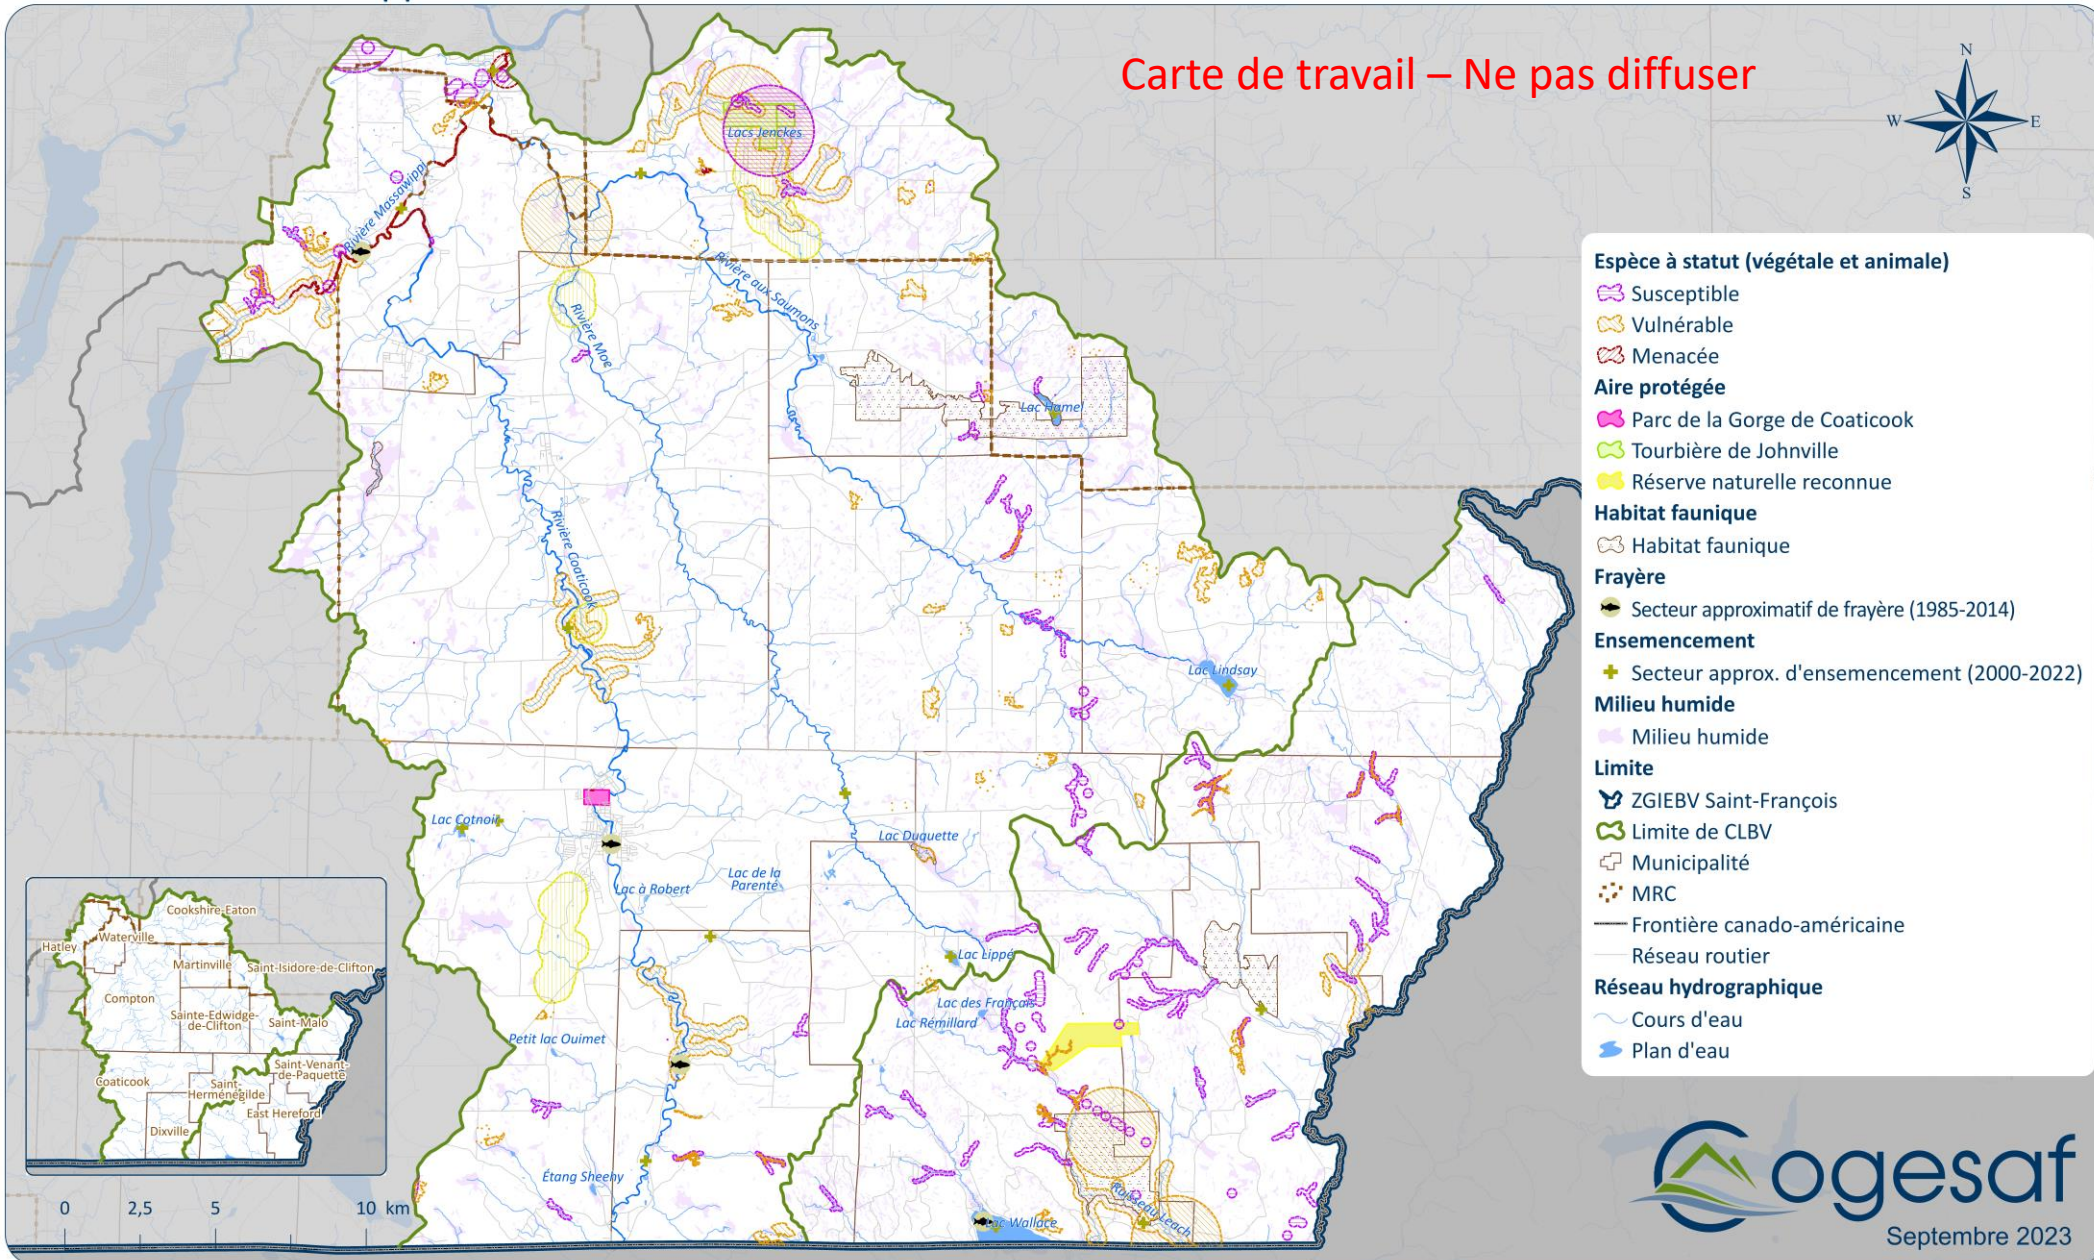 Carte de travail – Ne pas diffuser
N
W
E
S
Lacs Jenckes
Rivière Massawippi
Rivière aux Saumons
Rivière Moe
Lac Hamel
Rivière Coaticook
Lac Lindsay
Lac Cotnoir
Lac Duquette
Lac de la
Parenté
Lac à Robert
Lac Lippé
Lac des Français
Lac Rémillard
Petit lac Ouimet
Étang Sheehy
Ruisseau Leach
Lac Wallace
Espèce à statut (végétale et animale)
Susceptible
Vulnérable
Menacée
Aire protégée
Parc de la Gorge de Coaticook
Tourbière de Johnville
Réserve naturelle reconnue
Habitat faunique
Habitat faunique
Frayère
Secteur approximatif de frayère (1985-2014)
Ensemencement
Secteur approx. d'ensemencement (2000-2022)
Milieu humide
Milieu humide
Limite
ZGIEBV Saint-François
Limite de CLBV
Municipalité
MRC
Frontière canado-américaine
Réseau routier
Réseau hydrographique
Cours d'eau
Plan d'eau
Cookshire-Eaton
Waterville
Hatley
Martinville
Saint-Isidore-de-Clifton
Compton
Sainte-Edwidge-
de-Clifton
Saint-Malo
Saint-Venant-
de-Paquette
Coaticook
Saint-
Herménégilde
East Hereford
Dixville
0 2,5 5 10 km
Cogesaf
Septembre 2023